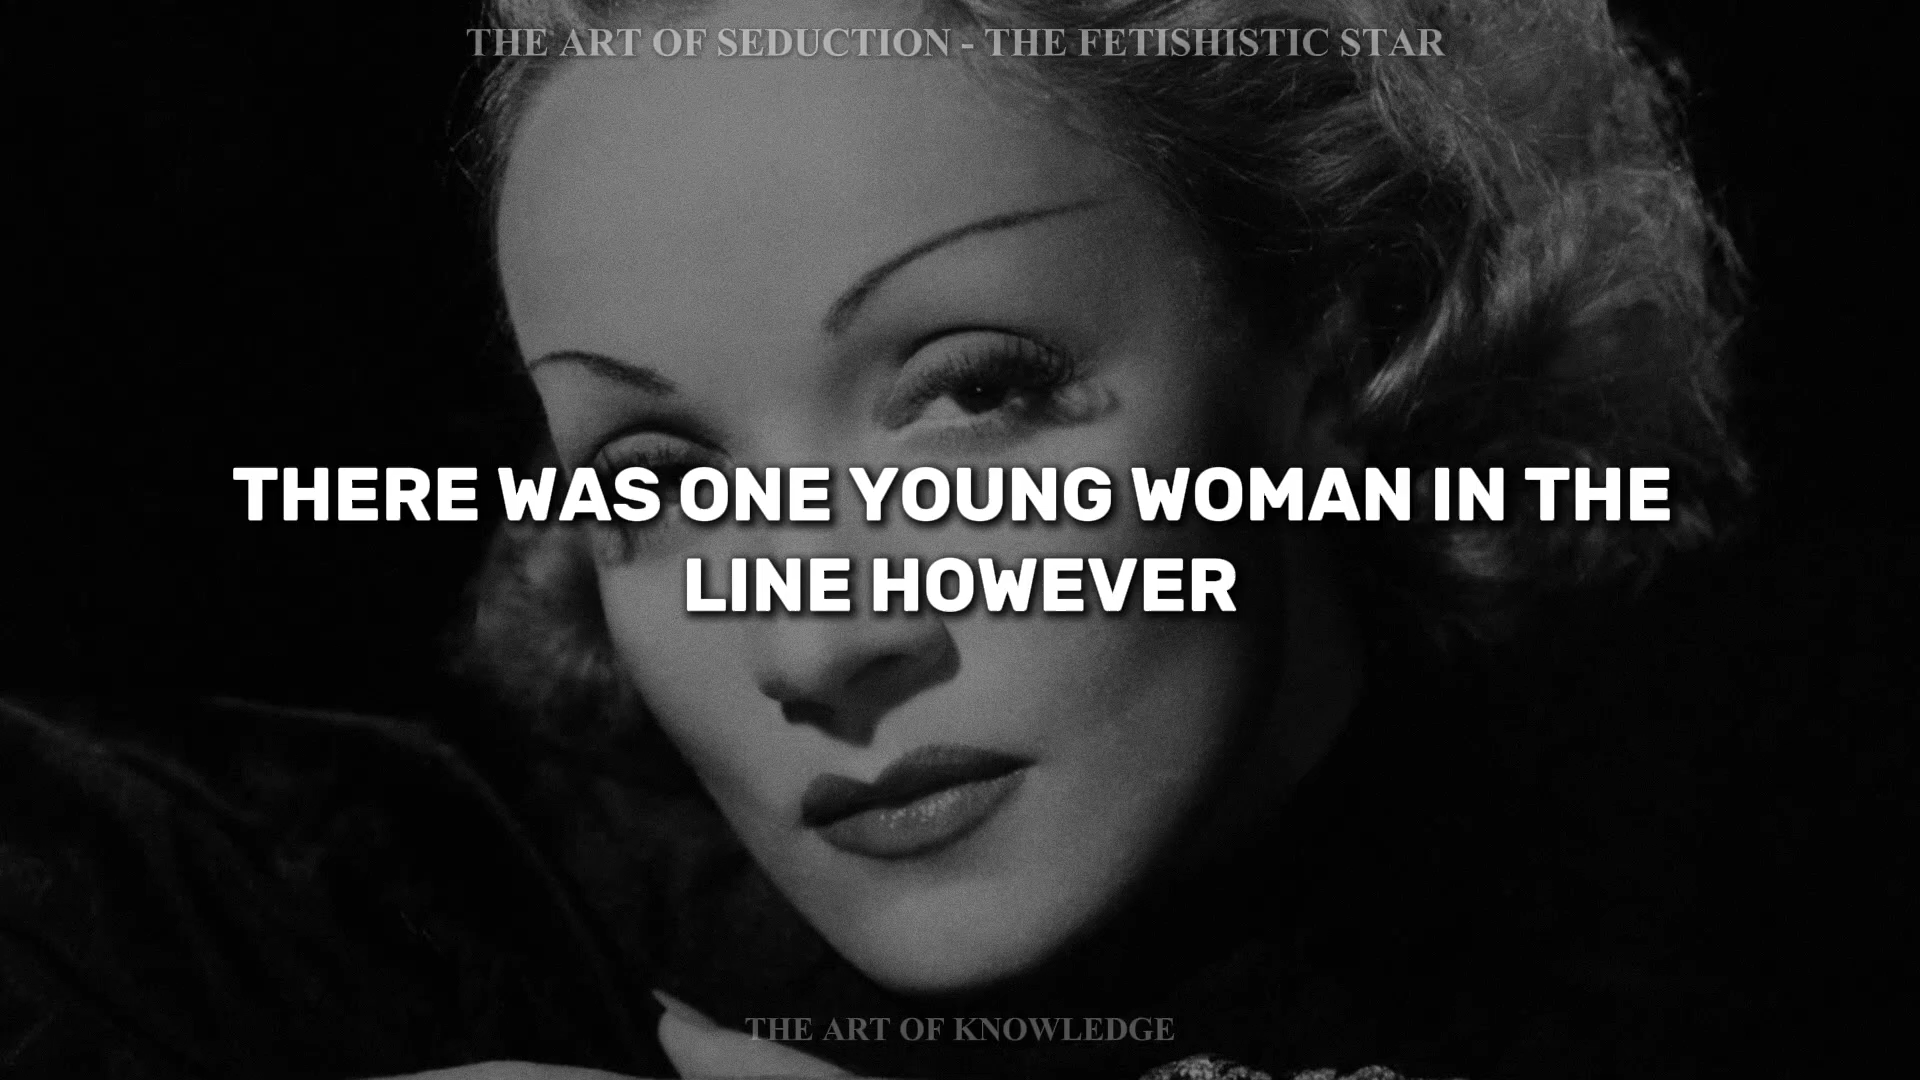 THE ART OF SEDUCTION - THE FETISHISTIC STAR
THERE WAS ONE YOUNG WOMAN IN THE
LINE HOWEVER
THE ART OF KNOWLEDGE